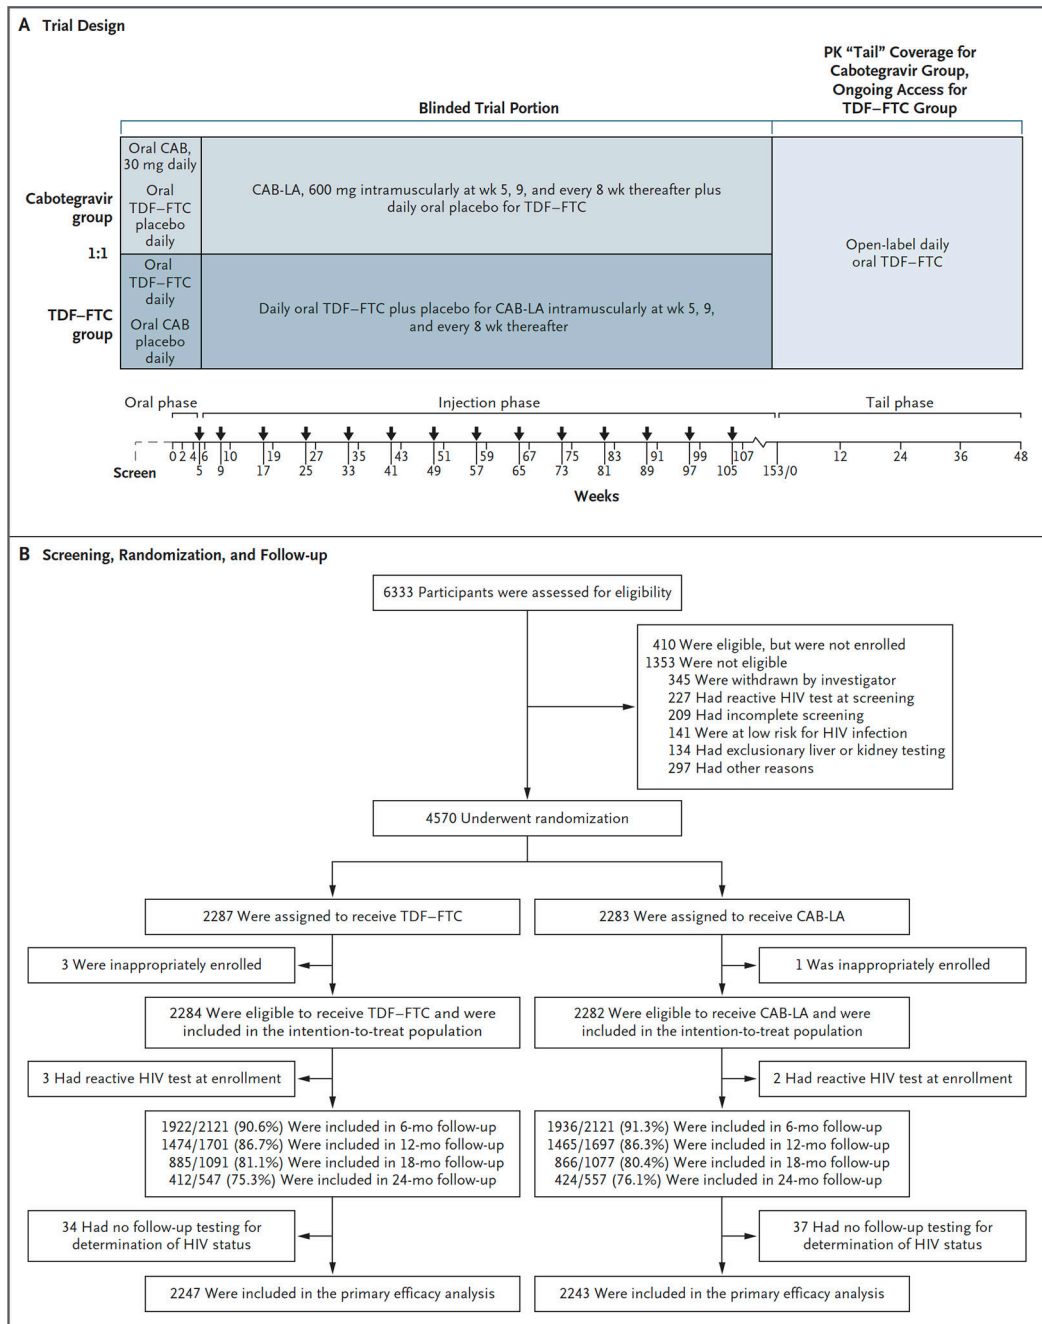 A Trial Design
PK “Tail” Coverage for
Cabotegravir Group,
Ongoing Access for
TDF–FTC Group
Blinded Trial Portion
Cabotegravir
group
1:1
TDF–FTC
group
Oral CAB,
30 mg daily
Oral
TDF–FTC
placebo
daily
CAB-LA, 600 mg intramuscularly at wk 5, 9, and every 8 wk thereafter plus
daily oral placebo for TDF–FTC
Oral
TDF–FTC
daily
Oral CAB
placebo
daily
Daily oral TDF–FTC plus placebo for CAB-LA intramuscularly at wk 5, 9,
and every 8 wk thereafter
Open-label daily
oral TDF–FTC
Oral phase Injection phase Tail phase
0 2 4 6 10 19 27 35 43 51 59 67 75 83 91 99 107 12 24 36 48
Screen 5 9 17 25 33 41 49 57 65 73 81 89 97 105 153/0
Weeks
B Screening, Randomization, and Follow-up
6333 Participants were assessed for eligibility
410 Were eligible, but were not enrolled
1353 Were not eligible
345 Were withdrawn by investigator
227 Had reactive HIV test at screening
209 Had incomplete screening
141 Were at low risk for HIV infection
134 Had exclusionary liver or kidney testing
297 Had other reasons
4570 Underwent randomization
2287 Were assigned to receive TDF–FTC
2283 Were assigned to receive CAB-LA
3 Were inappropriately enrolled
1 Was inappropriately enrolled
2284 Were eligible to receive TDF–FTC and were
included in the intention-to-treat population
2282 Were eligible to receive CAB-LA and were
included in the intention-to-treat population
3 Had reactive HIV test at enrollment
2 Had reactive HIV test at enrollment
1922/2121 (90.6%) Were included in 6-mo follow-up
1474/1701 (86.7%) Were included in 12-mo follow-up
885/1091 (81.1%) Were included in 18-mo follow-up
412/547 (75.3%) Were included in 24-mo follow-up
1936/2121 (91.3%) Were included in 6-mo follow-up
1465/1697 (86.3%) Were included in 12-mo follow-up
866/1077 (80.4%) Were included in 18-mo follow-up
424/557 (76.1%) Were included in 24-mo follow-up
34 Had no follow-up testing for
determination of HIV status
37 Had no follow-up testing for
determination of HIV status
2247 Were included in the primary efficacy analysis
2243 Were included in the primary efficacy analysis